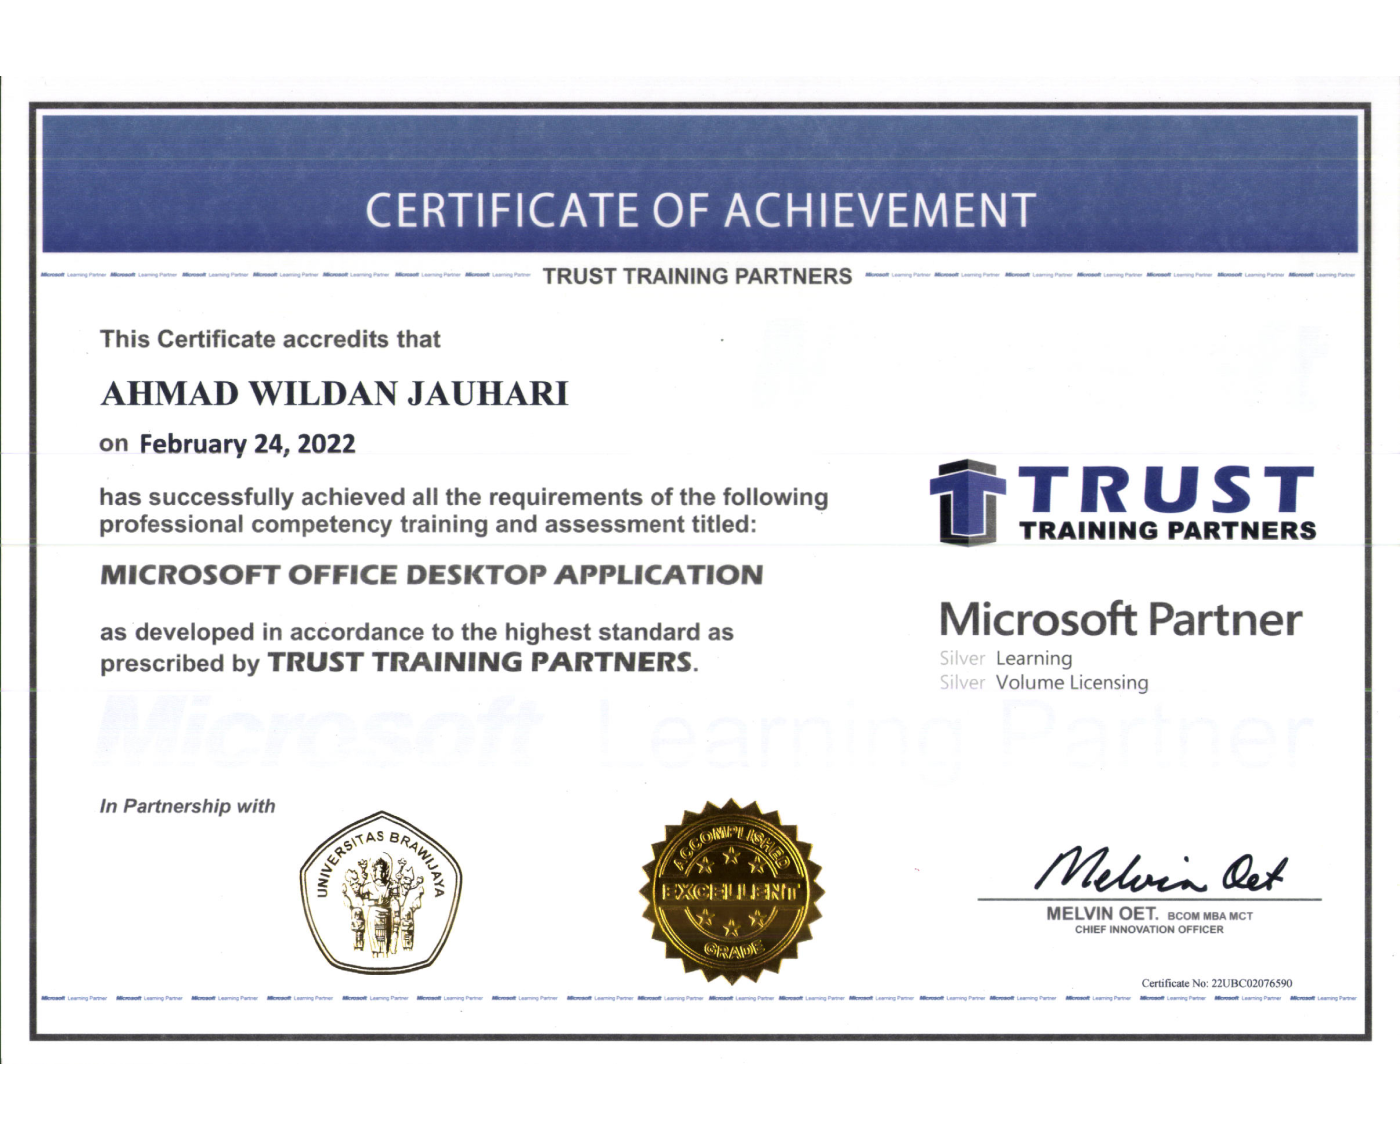 CERTIFICATE OF ACHIEVEMENT
Microsoft Learning Partner Microsoft Learning Partner Microsoft Learning Partner Microsoft Learning Partner Microsoft Learning Partner Microsoft Learning Partner Microsoft Learning Partner TRUST TRAINING PARTNERS Microsoft Learning Partner Microsoft Learning Partner Microsoft Learning Partner Microsoft Learning Partner Microsoft Learning Partner Microsoft Learning Partner Microsoft Learning Partner
This Certificate accredits that
AHMAD WILDAN JAUHARI
on February 24, 2022
has successfully achieved all the requirements of the following
professional competency training and assessment titled:
MICROSOFT OFFICE DESKTOP APPLICATION
as developed in accordance to the highest standard as
prescribed by TRUST TRAINING PARTNERS.
TRUST
TRAINING PARTNERS
Microsoft Partner
Silver Learning
Silver Volume Licensing
Microsoft Learning Partner
In Partnership with
UNIVERSITAS BRAWIJAYA
ACCOMPLISHED
EXCELLENT
GRADE
Melvin Oet
MELVIN OET. BCOM MBA MCT
CHIEF INNOVATION OFFICER
Certificate No: 22UBC02076590
Microsoft Learning Partner Microsoft Learning Partner Microsoft Learning Partner Microsoft Learning Partner Microsoft Learning Partner Microsoft Learning Partner Microsoft Learning Partner Microsoft Learning Partner Microsoft Learning Partner Microsoft Learning Partner Microsoft Learning Partner Microsoft Learning Partner Microsoft Learning Partner Microsoft Learning Partner Microsoft Learning Partner Microsoft Learning Partner Microsoft Learning Partner Microsoft Learning Partner